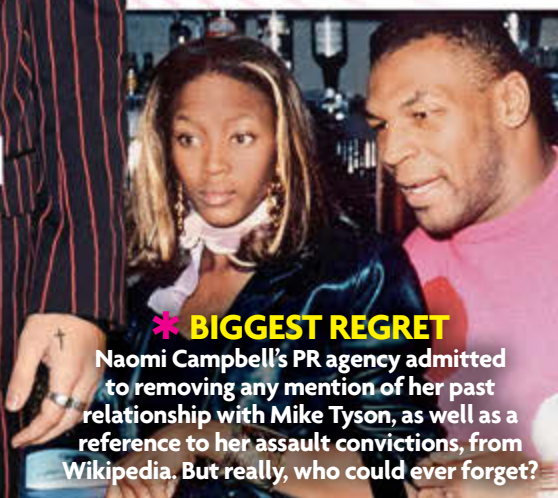 * BIGGEST REGRET
Naomi Campbell's PR agency admitted
to removing any mention of her past
relationship with Mike Tyson, as well as a
reference to her assault convictions, from
Wikipedia. But really, who could ever forget?